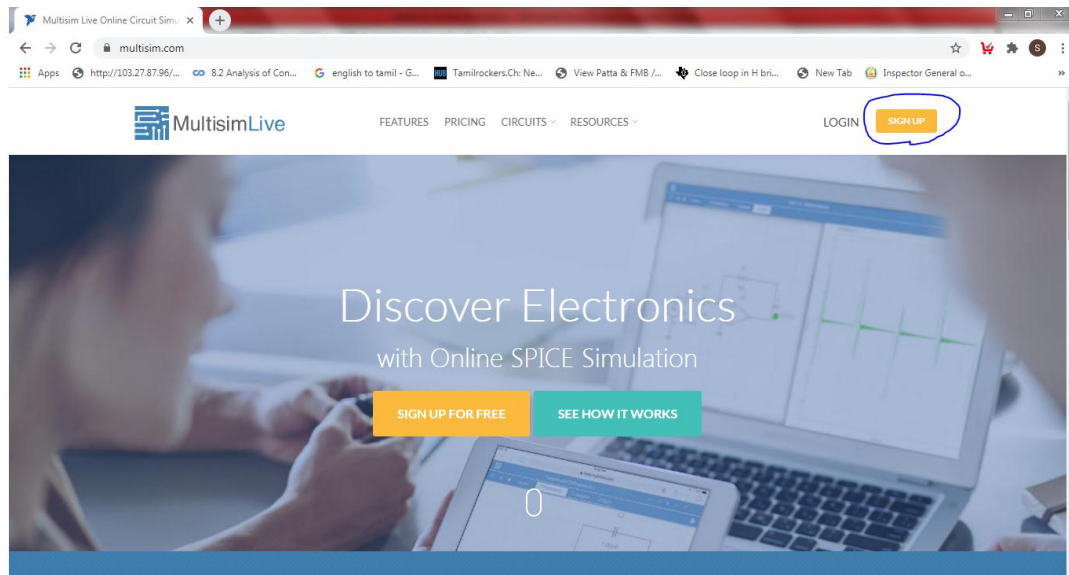 Multisim Live Online Circuit Simu
multisim.com
S
Apps http://103.27.87.96/... 8.2 Analysis of Con... english to tamil - G... Tamilrockers.Ch: Ne... View Patta & FMB /... Close loop in H bri... New Tab Inspector General o... »
MultisimLive FEATURES PRICING CIRCUITS RESOURCES LOGIN SIGN UP
Discover Electronics
with Online SPICE Simulation
SIGN UP FOR FREE SEE HOW IT WORKS